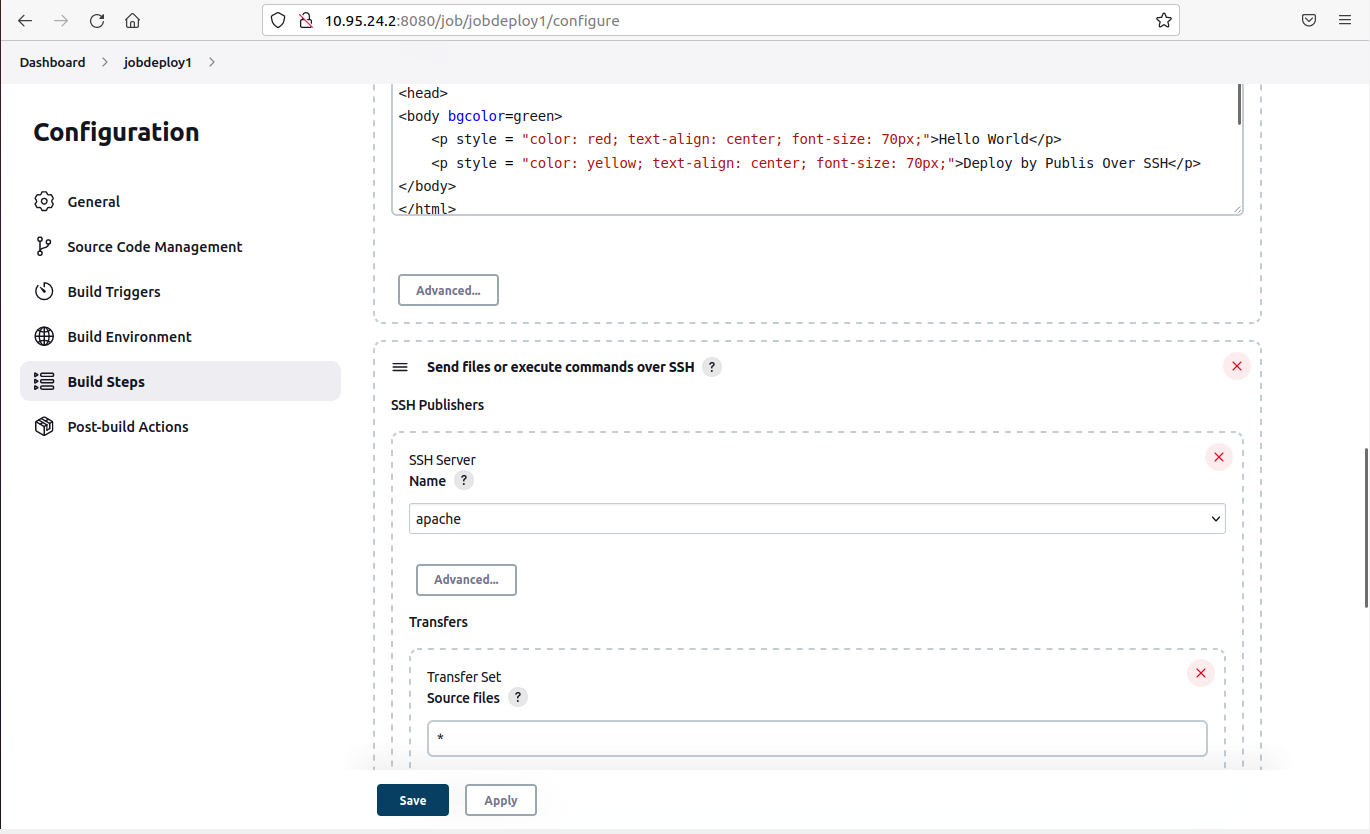 10.95.24.2:8080/job/jobdeploy1/configure
Dashboard
jobdeploy1
Configuration
General
Source Code Management
Build Triggers
Build Environment
Build Steps
Post-build Actions
<head>
<body bgcolor=green>
<p style = "color: red; text-align: center; font-size: 70px;">Hello World</p>
<p style = "color: yellow; text-align: center; font-size: 70px;">Deploy by Publis Over SSH</p>
</body>
</html>
Advanced...
Send files or execute commands over SSH ?
SSH Publishers
SSH Server
Name ?
apache
Advanced...
Transfers
Transfer Set
Source files ?
*
Save
Apply